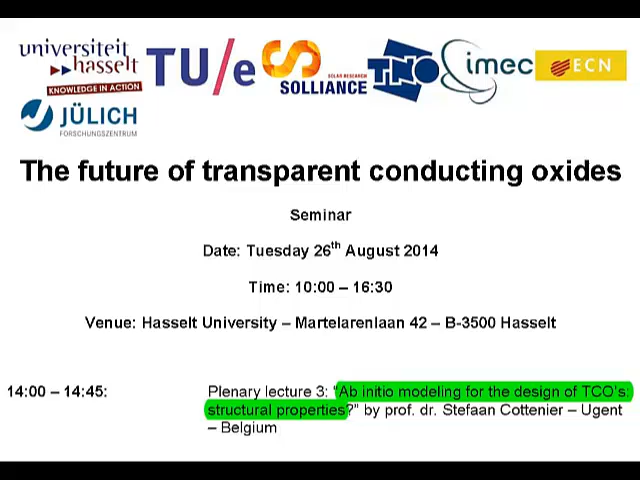 universiteit
hasselt
KNOWLEDGE IN ACTION
TU/e
SOLAR RESEARCH
SOLLIANCE
TNO
imec
ECN
JÜLICH
FORSCHUNGSZENTRUM
The future of transparent conducting oxides
Seminar
Date: Tuesday 26th August 2014
Time: 10:00 – 16:30
Venue: Hasselt University – Martelarenlaan 42 – B-3500 Hasselt
14:00 – 14:45: Plenary lecture 3: "Ab initio modeling for the design of TCO's:
structural properties?" by prof. dr. Stefaan Cottenier – Ugent
– Belgium